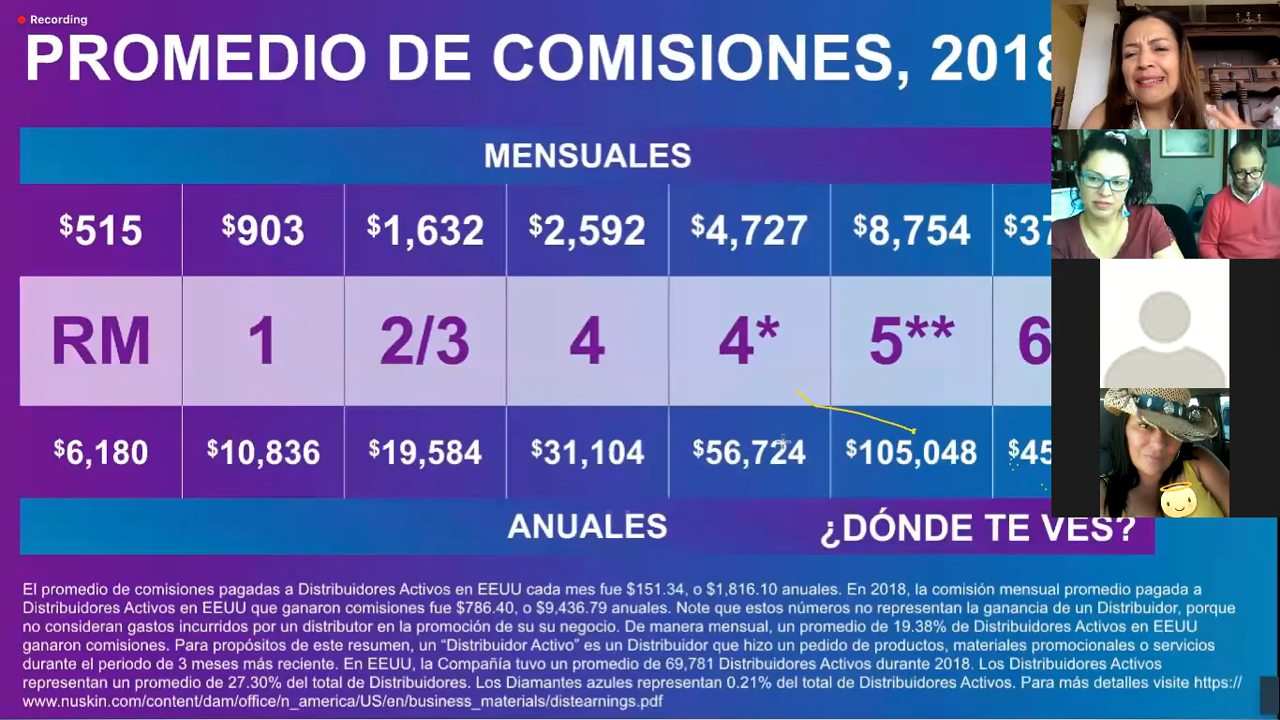 Recording
PROMEDIO DE COMISIONES, 2018
MENSUALES
$515 $903 $1,632 $2,592 $4,727 $8,754 $37
RM 1 2/3 4 4* 5** 6
$6,180 $10,836 $19,584 $31,104 $56,724 $105,048 $45
ANUALES ¿DÓNDE TE VES?
El promedio de comisiones pagadas a Distribuidores Activos en EEUU cada mes fue $151.34, o $1,816.10 anuales. En 2018, la comisión mensual promedio pagada a
Distribuidores Activos en EEUU que ganaron comisiones fue $786.40, o $9,436.79 anuales. Note que estos números no representan la ganancia de un Distribuidor, porque
no consideran gastos incurridos por un distributor en la promoción de su su negocio. De manera mensual, un promedio de 19.38% de Distribuidores Activos en EEUU
ganaron comisiones. Para propósitos de este resumen, un “Distribuidor Activo” es un Distribuidor que hizo un pedido de productos, materiales promocionales o servicios
durante el periodo de 3 meses más reciente. En EEUU, la Compañía tuvo un promedio de 69,781 Distribuidores Activos durante 2018. Los Distribuidores Activos
representan un promedio de 27.30% del total de Distribuidores. Los Diamantes azules representan 0.21% del total de Distribuidores Activos. Para más detalles visite https://
www.nuskin.com/content/dam/office/n_america/US/en/business_materials/distearnings.pdf